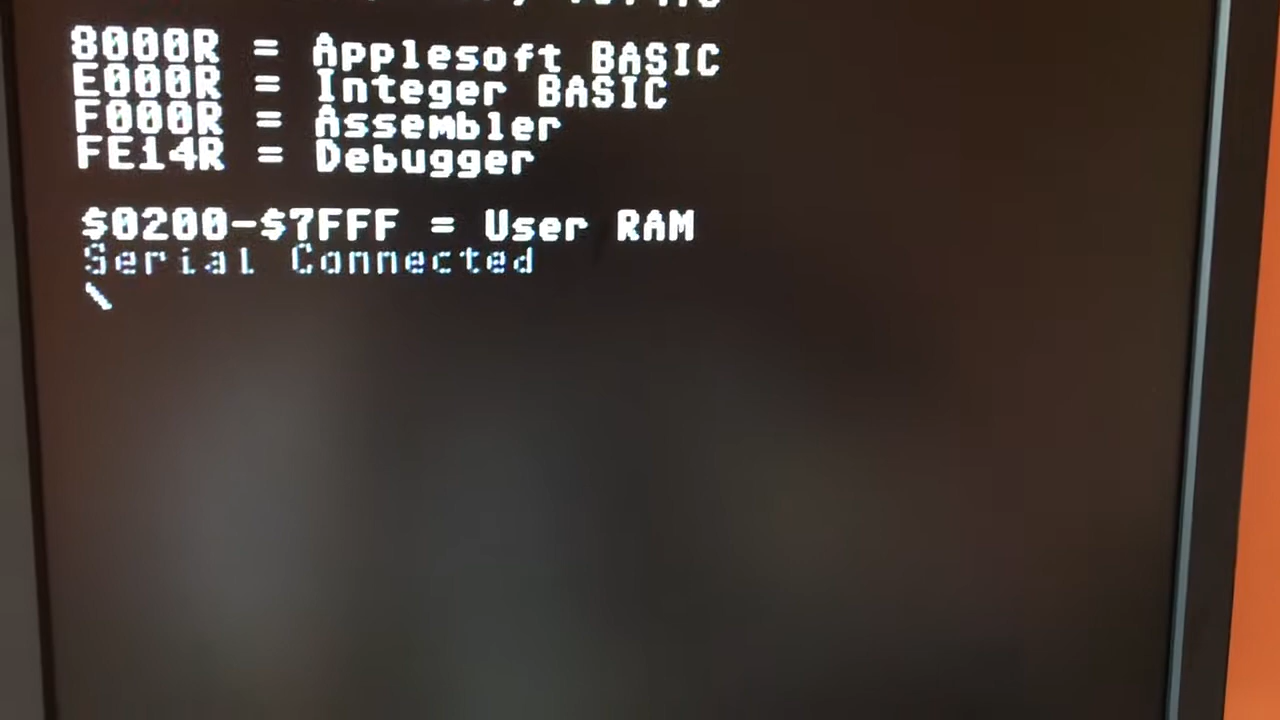 8000R = Applesoft BASIC
E000R = Integer BASIC
F000R = Assembler
FE14R = Debugger
$0200-$7FFF = User RAM
Serial Connected
\